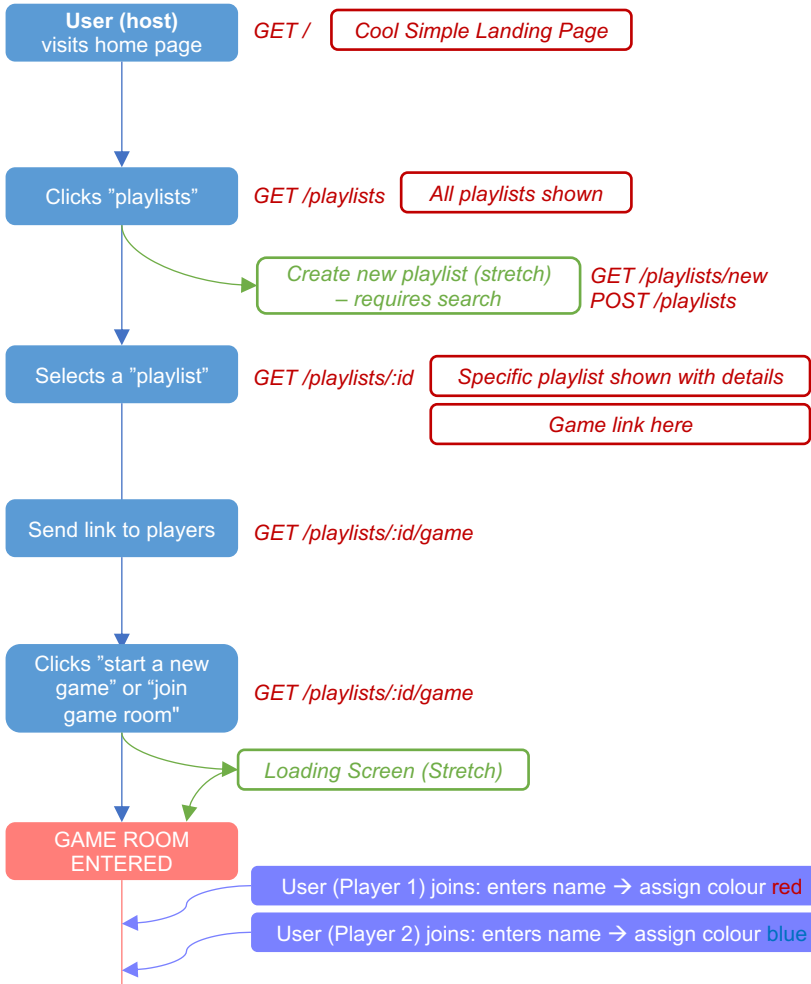 User (host)
visits home page
GET /
Cool Simple Landing Page
Clicks ”playlists”
GET /playlists
All playlists shown
Create new playlist (stretch)
– requires search
GET /playlists/new
POST /playlists
Selects a ”playlist”
GET /playlists/:id
Specific playlist shown with details
Game link here
Send link to players
GET /playlists/:id/game
Clicks ”start a new
game” or “join
game room"
GET /playlists/:id/game
Loading Screen (Stretch)
GAME ROOM
ENTERED
User (Player 1) joins: enters name → assign colour red
User (Player 2) joins: enters name → assign colour blue